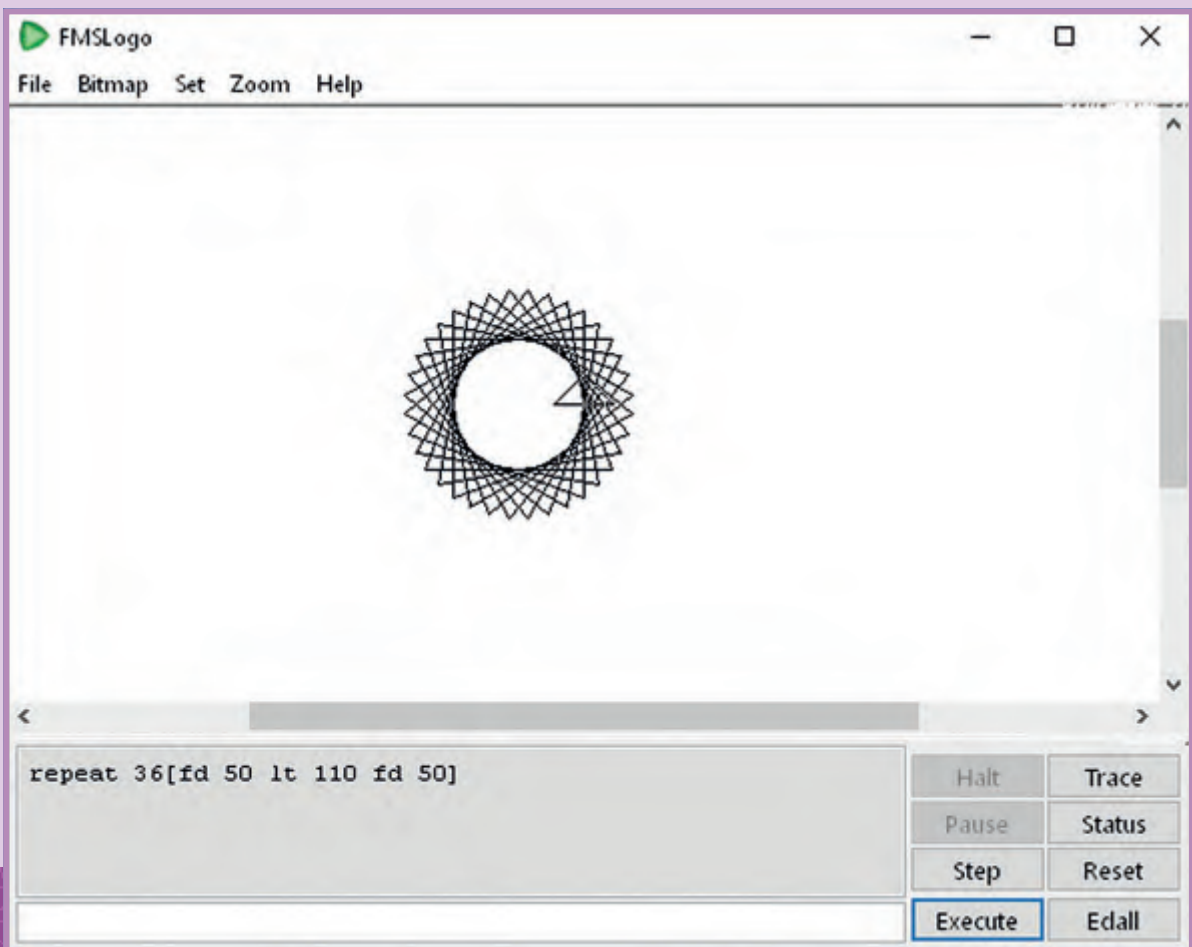 FMSLogo
File Bitmap Set Zoom Help
repeat 36[fd 50 lt 110 fd 50]
Halt Trace
Pause Status
Step Reset
Execute Edall